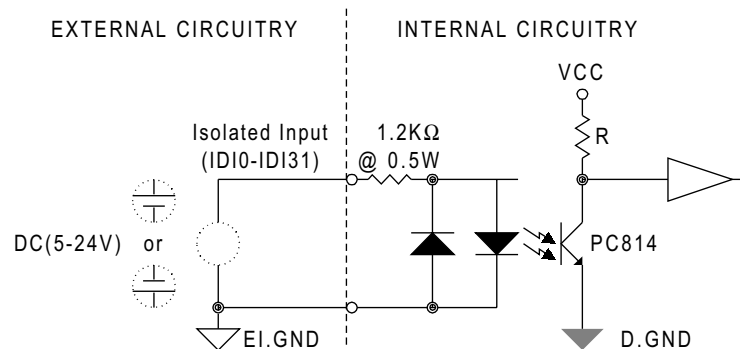 EXTERNAL CIRCUITRY
INTERNAL CIRCUITRY
VCC
R
Isolated Input
(IDI0-IDI31)
1.2KΩ
@ 0.5W
DC(5-24V) or
PC814
EI.GND
D.GND